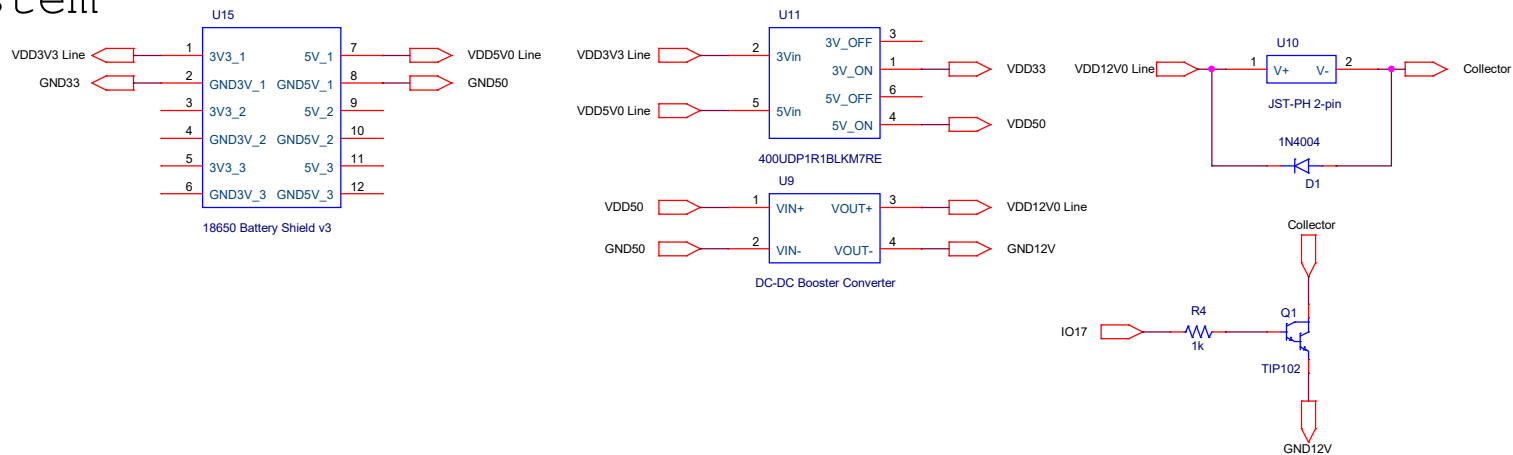 stem
U15
VDD3V3 Line
1
3V3_1
5V_1
7
VDD5V0 Line
GND33
2
GND3V_1
GND5V_1
8
GND50
3
3V3_2
5V_2
9
4
GND3V_2
GND5V_2
10
5
3V3_3
5V_3
11
6
GND3V_3
GND5V_3
12
18650 Battery Shield v3
U11
VDD3V3 Line
2
3Vin
3V_OFF
3
3V_ON
1
VDD33
VDD5V0 Line
5
5Vin
5V_OFF
6
5V_ON
4
VDD50
400UDP1R1BLKM7RE
U9
VDD50
1
VIN+
VOUT+
3
VDD12V0 Line
GND50
2
VIN-
VOUT-
4
GND12V
DC-DC Booster Converter
U10
VDD12V0 Line
1
V+
V-
2
Collector
JST-PH 2-pin
1N4004
D1
Collector
IO17
R4
1k
Q1
TIP102
GND12V